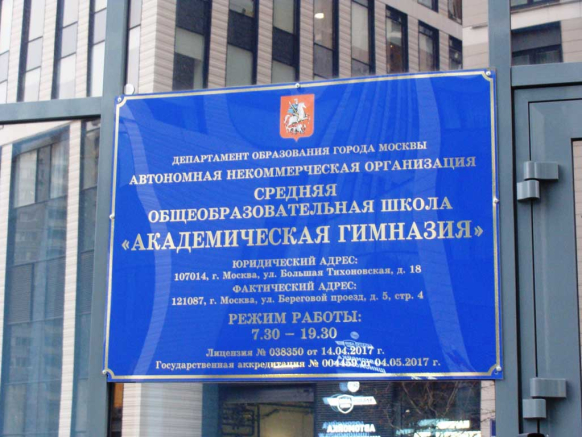 ДЕПАРТАМЕНТ ОБРАЗОВАНИЯ ГОРОДА МОСКВЫ
АВТОНОМНАЯ НЕКОММЕРЧЕСКАЯ ОРГАНИЗАЦИЯ
СРЕДНЯЯ
ОБЩЕОБРАЗОВАТЕЛЬНАЯ ШКОЛА
«АКАДЕМИЧЕСКАЯ ГИМНАЗИЯ»
ЮРИДИЧЕСКИЙ АДРЕС:
107014, г. Москва, ул. Большая Тихоновская, д. 18
ФАКТИЧЕСКИЙ АДРЕС:
121087, г. Москва, ул. Береговой проезд, д. 5, стр. 4
РЕЖИМ РАБОТЫ:
7.30 – 19.30
Лицензия № 038350 от 14.04.2017 г.
Государственная аккредитация № 004459 от 04.05.2017 г.